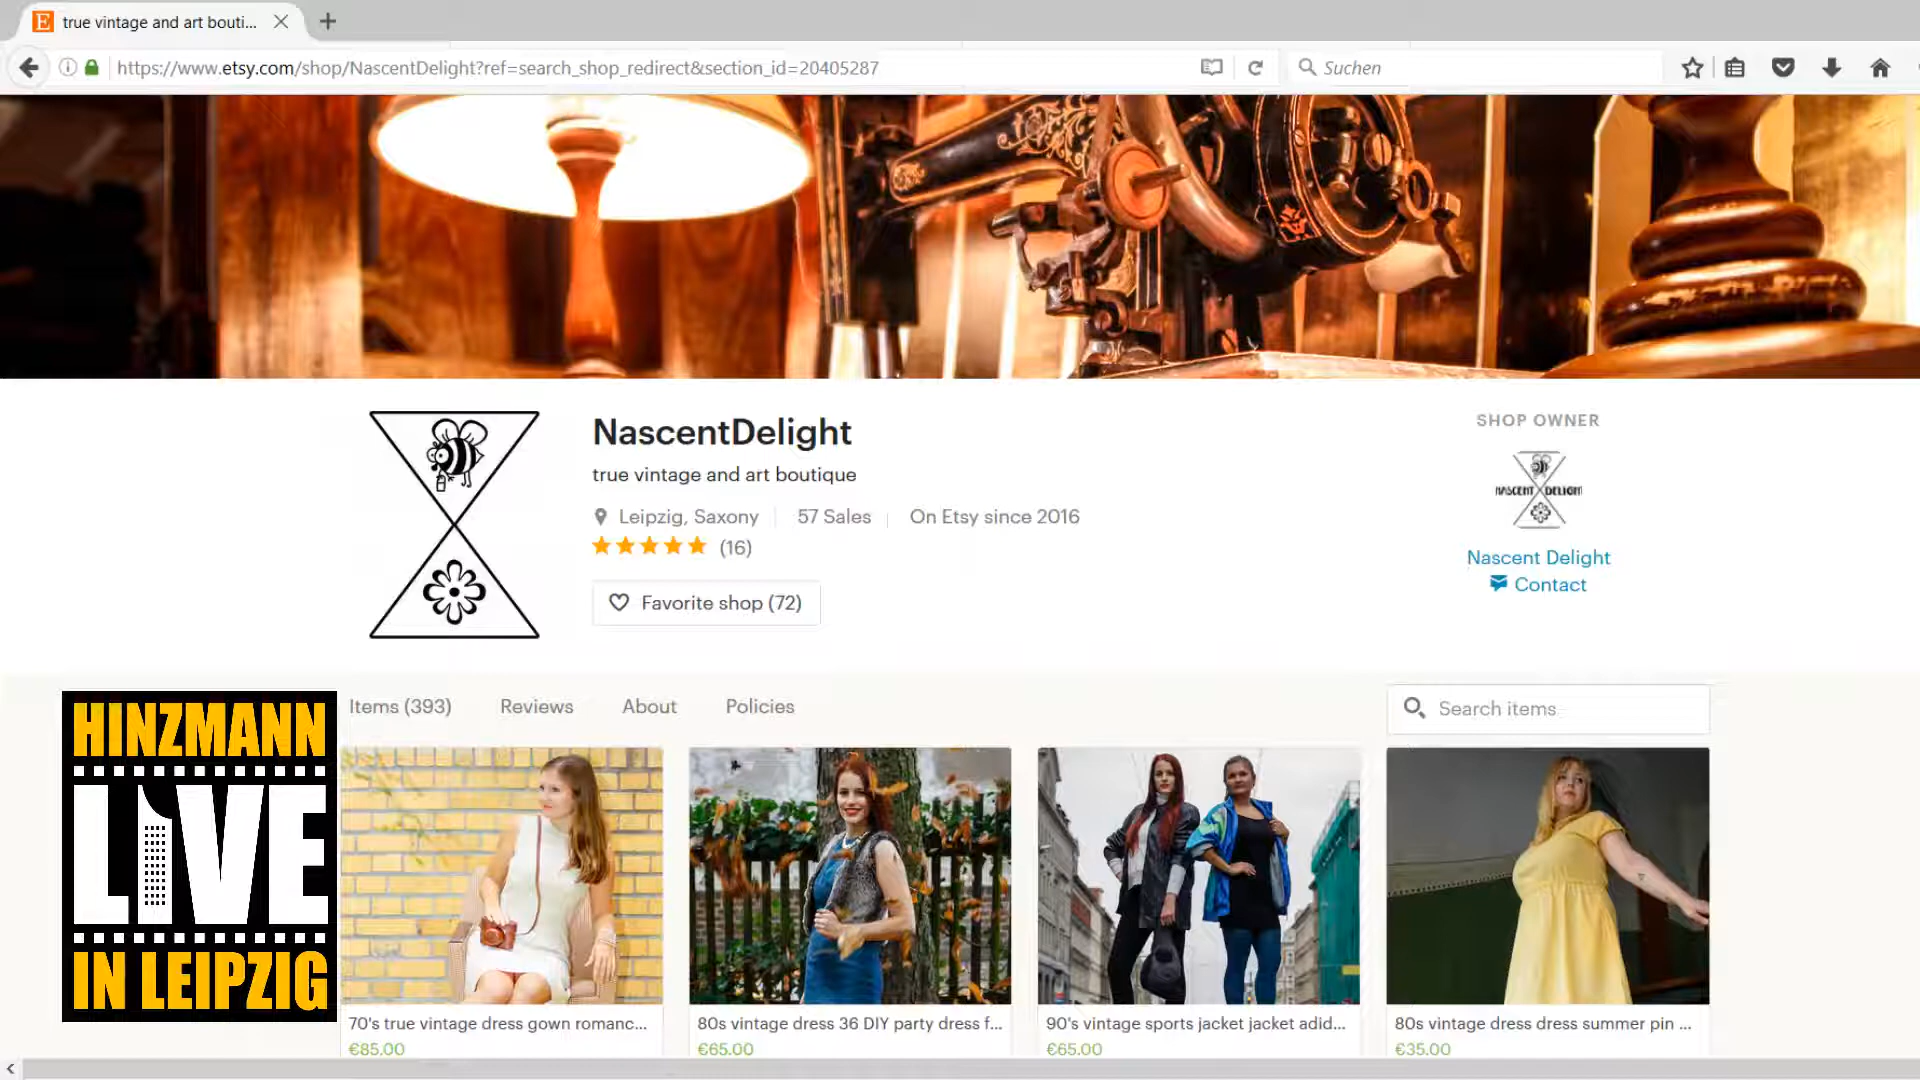 true vintage and art bouti...
https://www.etsy.com/shop/NascentDelight?ref=search_shop_redirect&section_id=20405287
Suchen
NascentDelight
true vintage and art boutique
Leipzig, Saxony
57 Sales
On Etsy since 2016
(16)
Favorite shop (72)
SHOP OWNER
NASCENT DELIGHT
Nascent Delight
Contact
HINZMANN
LIVE
IN LEIPZIG
Items (393)
Reviews
About
Policies
Search items
70's true vintage dress gown romanc...
€85.00
80s vintage dress 36 DIY party dress f...
€65.00
90's vintage sports jacket jacket adid...
€65.00
80s vintage dress dress summer pin ...
€35.00